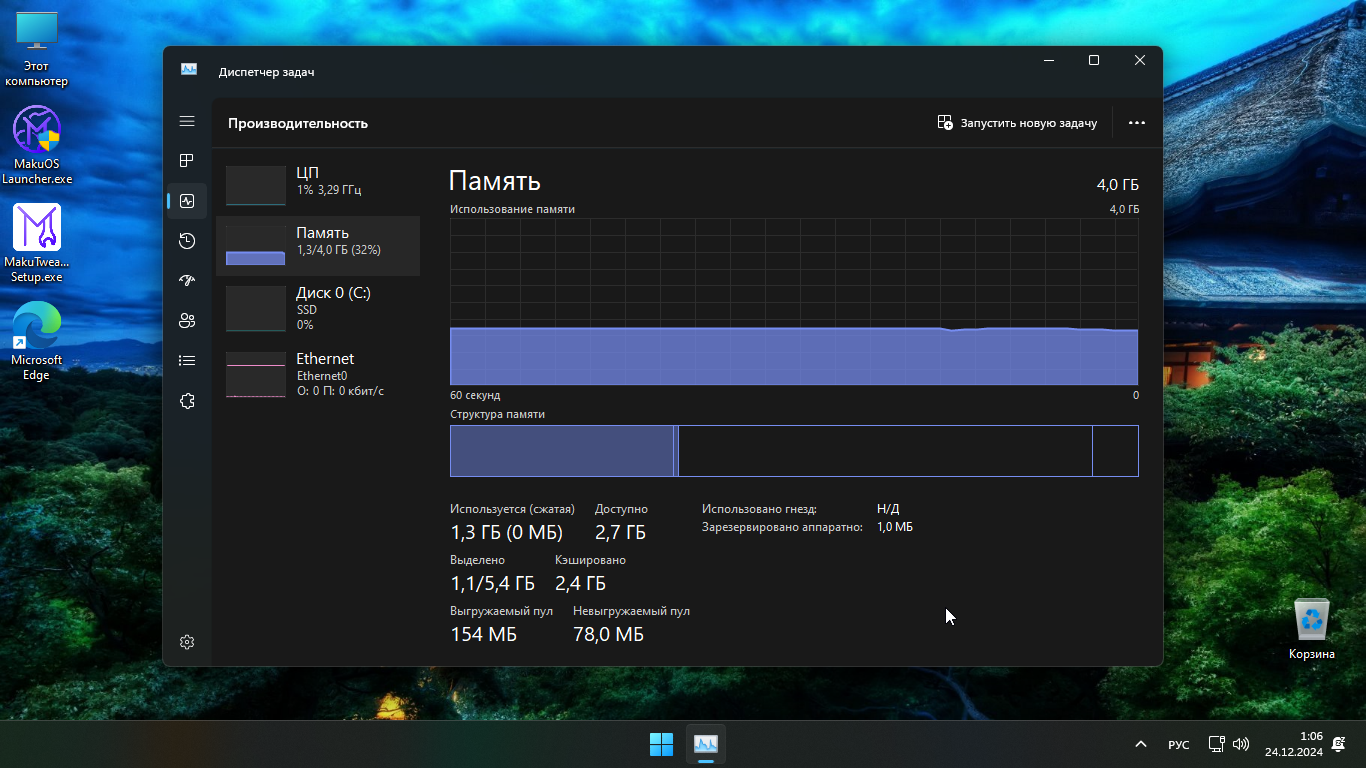 Этот
компьютер
MakuOS
Launcher.exe
MakuTwea...
Setup.exe
Microsoft
Edge
Диспетчер задач
Производительность
Запустить новую задачу
ЦП
1% 3,29 ГГц
Память
1,3/4,0 ГБ (32%)
Диск 0 (C:)
SSD
0%
Ethernet
Ethernet0
О: 0 П: 0 кбит/с
Память
4,0 ГБ
Использование памяти
4,0 ГБ
60 секунд
0
Структура памяти
Используется (сжатая)
Доступно
1,3 ГБ (0 МБ)
2,7 ГБ
Выделено
Кэшировано
1,1/5,4 ГБ
2,4 ГБ
Выгружаемый пул
Невыгружаемый пул
154 МБ
78,0 МБ
Использовано гнезд:
Н/Д
Зарезервировано аппаратно:
1,0 МБ
Корзина
РУС
1:06
24.12.2024